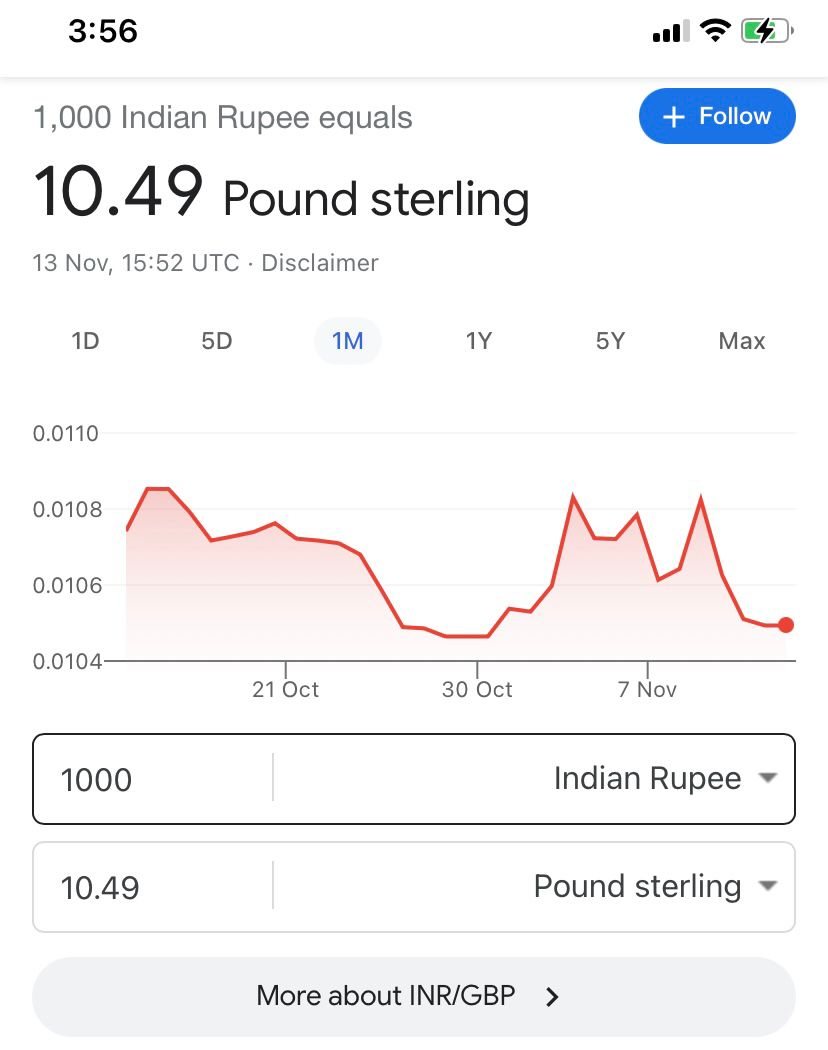 3:56
1,000 Indian Rupee equals
+ Follow
10.49 Pound sterling
13 Nov, 15:52 UTC · Disclaimer
1D 5D 1M 1Y 5Y Max
0.0110
0.0108
0.0106
0.0104
21 Oct 30 Oct 7 Nov
1000 Indian Rupee
10.49 Pound sterling
More about INR/GBP